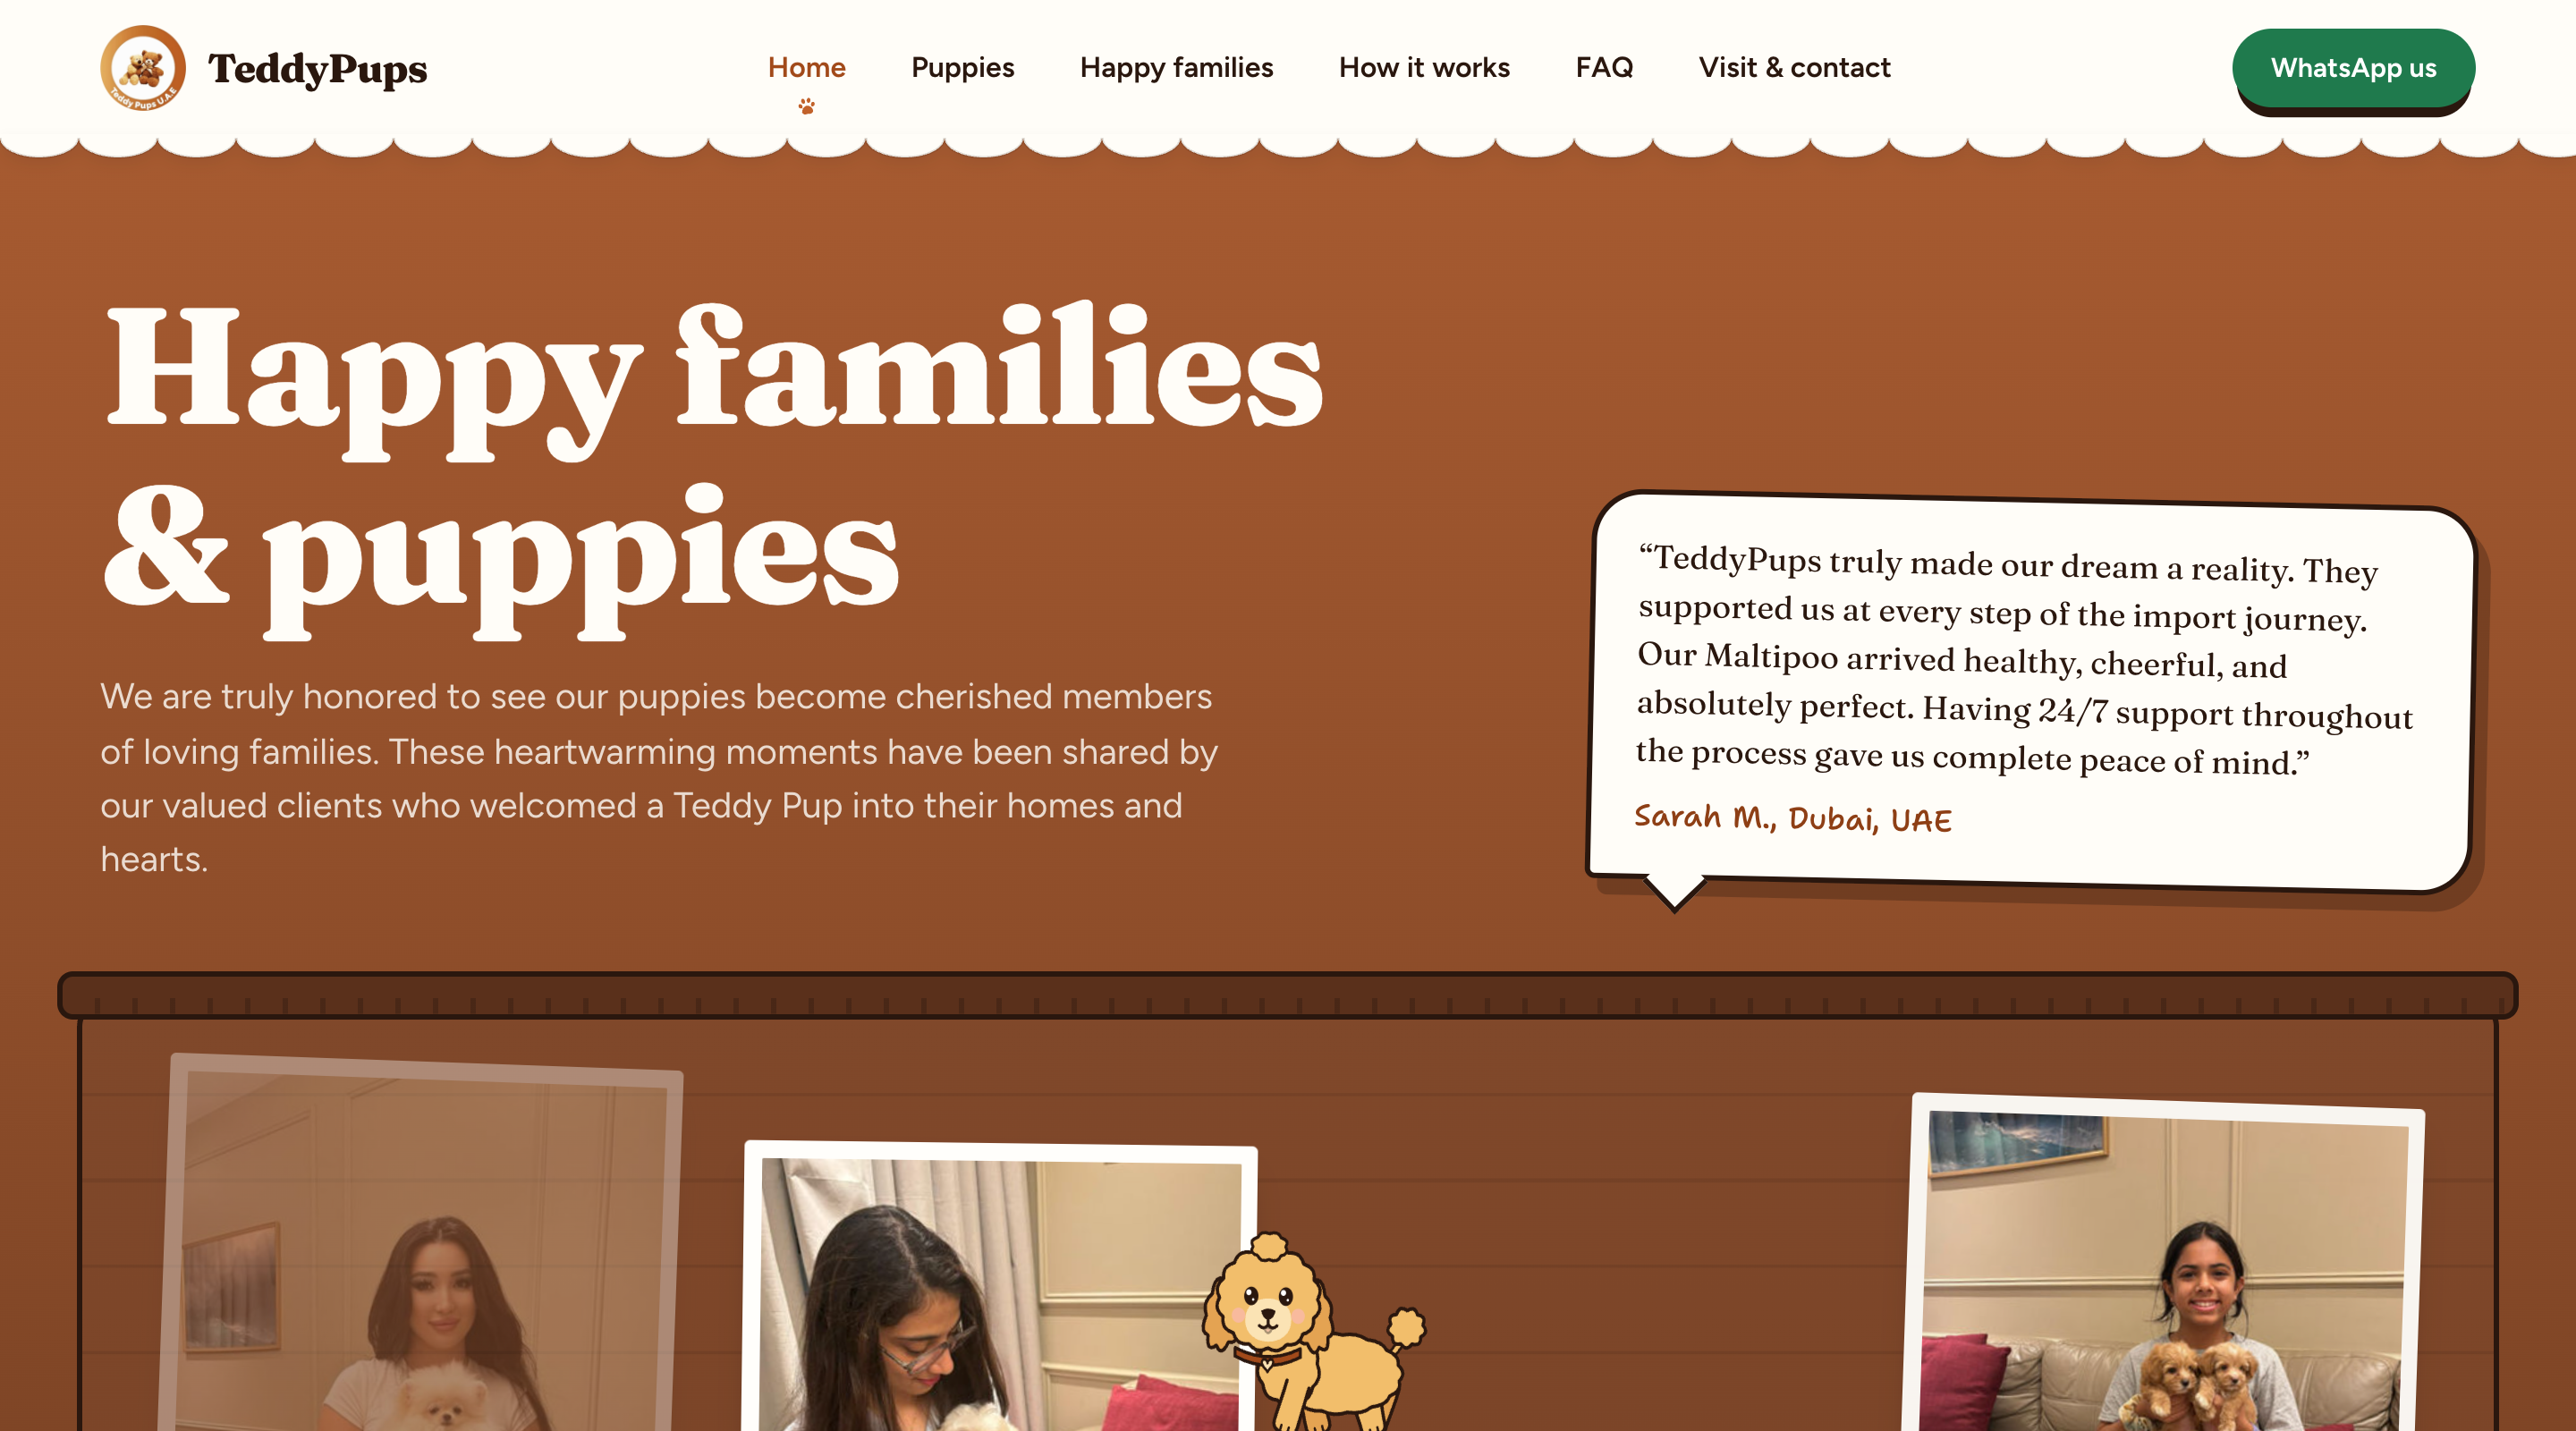 Teddy Pups U.A.E
TeddyPups
Home
Puppies
Happy families
How it works
FAQ
Visit & contact
WhatsApp us
Happy families
& puppies
We are truly honored to see our puppies become cherished members
of loving families. These heartwarming moments have been shared by
our valued clients who welcomed a Teddy Pup into their homes and
hearts.
“TeddyPups truly made our dream a reality. They
supported us at every step of the import journey.
Our Maltipoo arrived healthy, cheerful, and
absolutely perfect. Having 24/7 support throughout
the process gave us complete peace of mind.”
Sarah M., Dubai, UAE